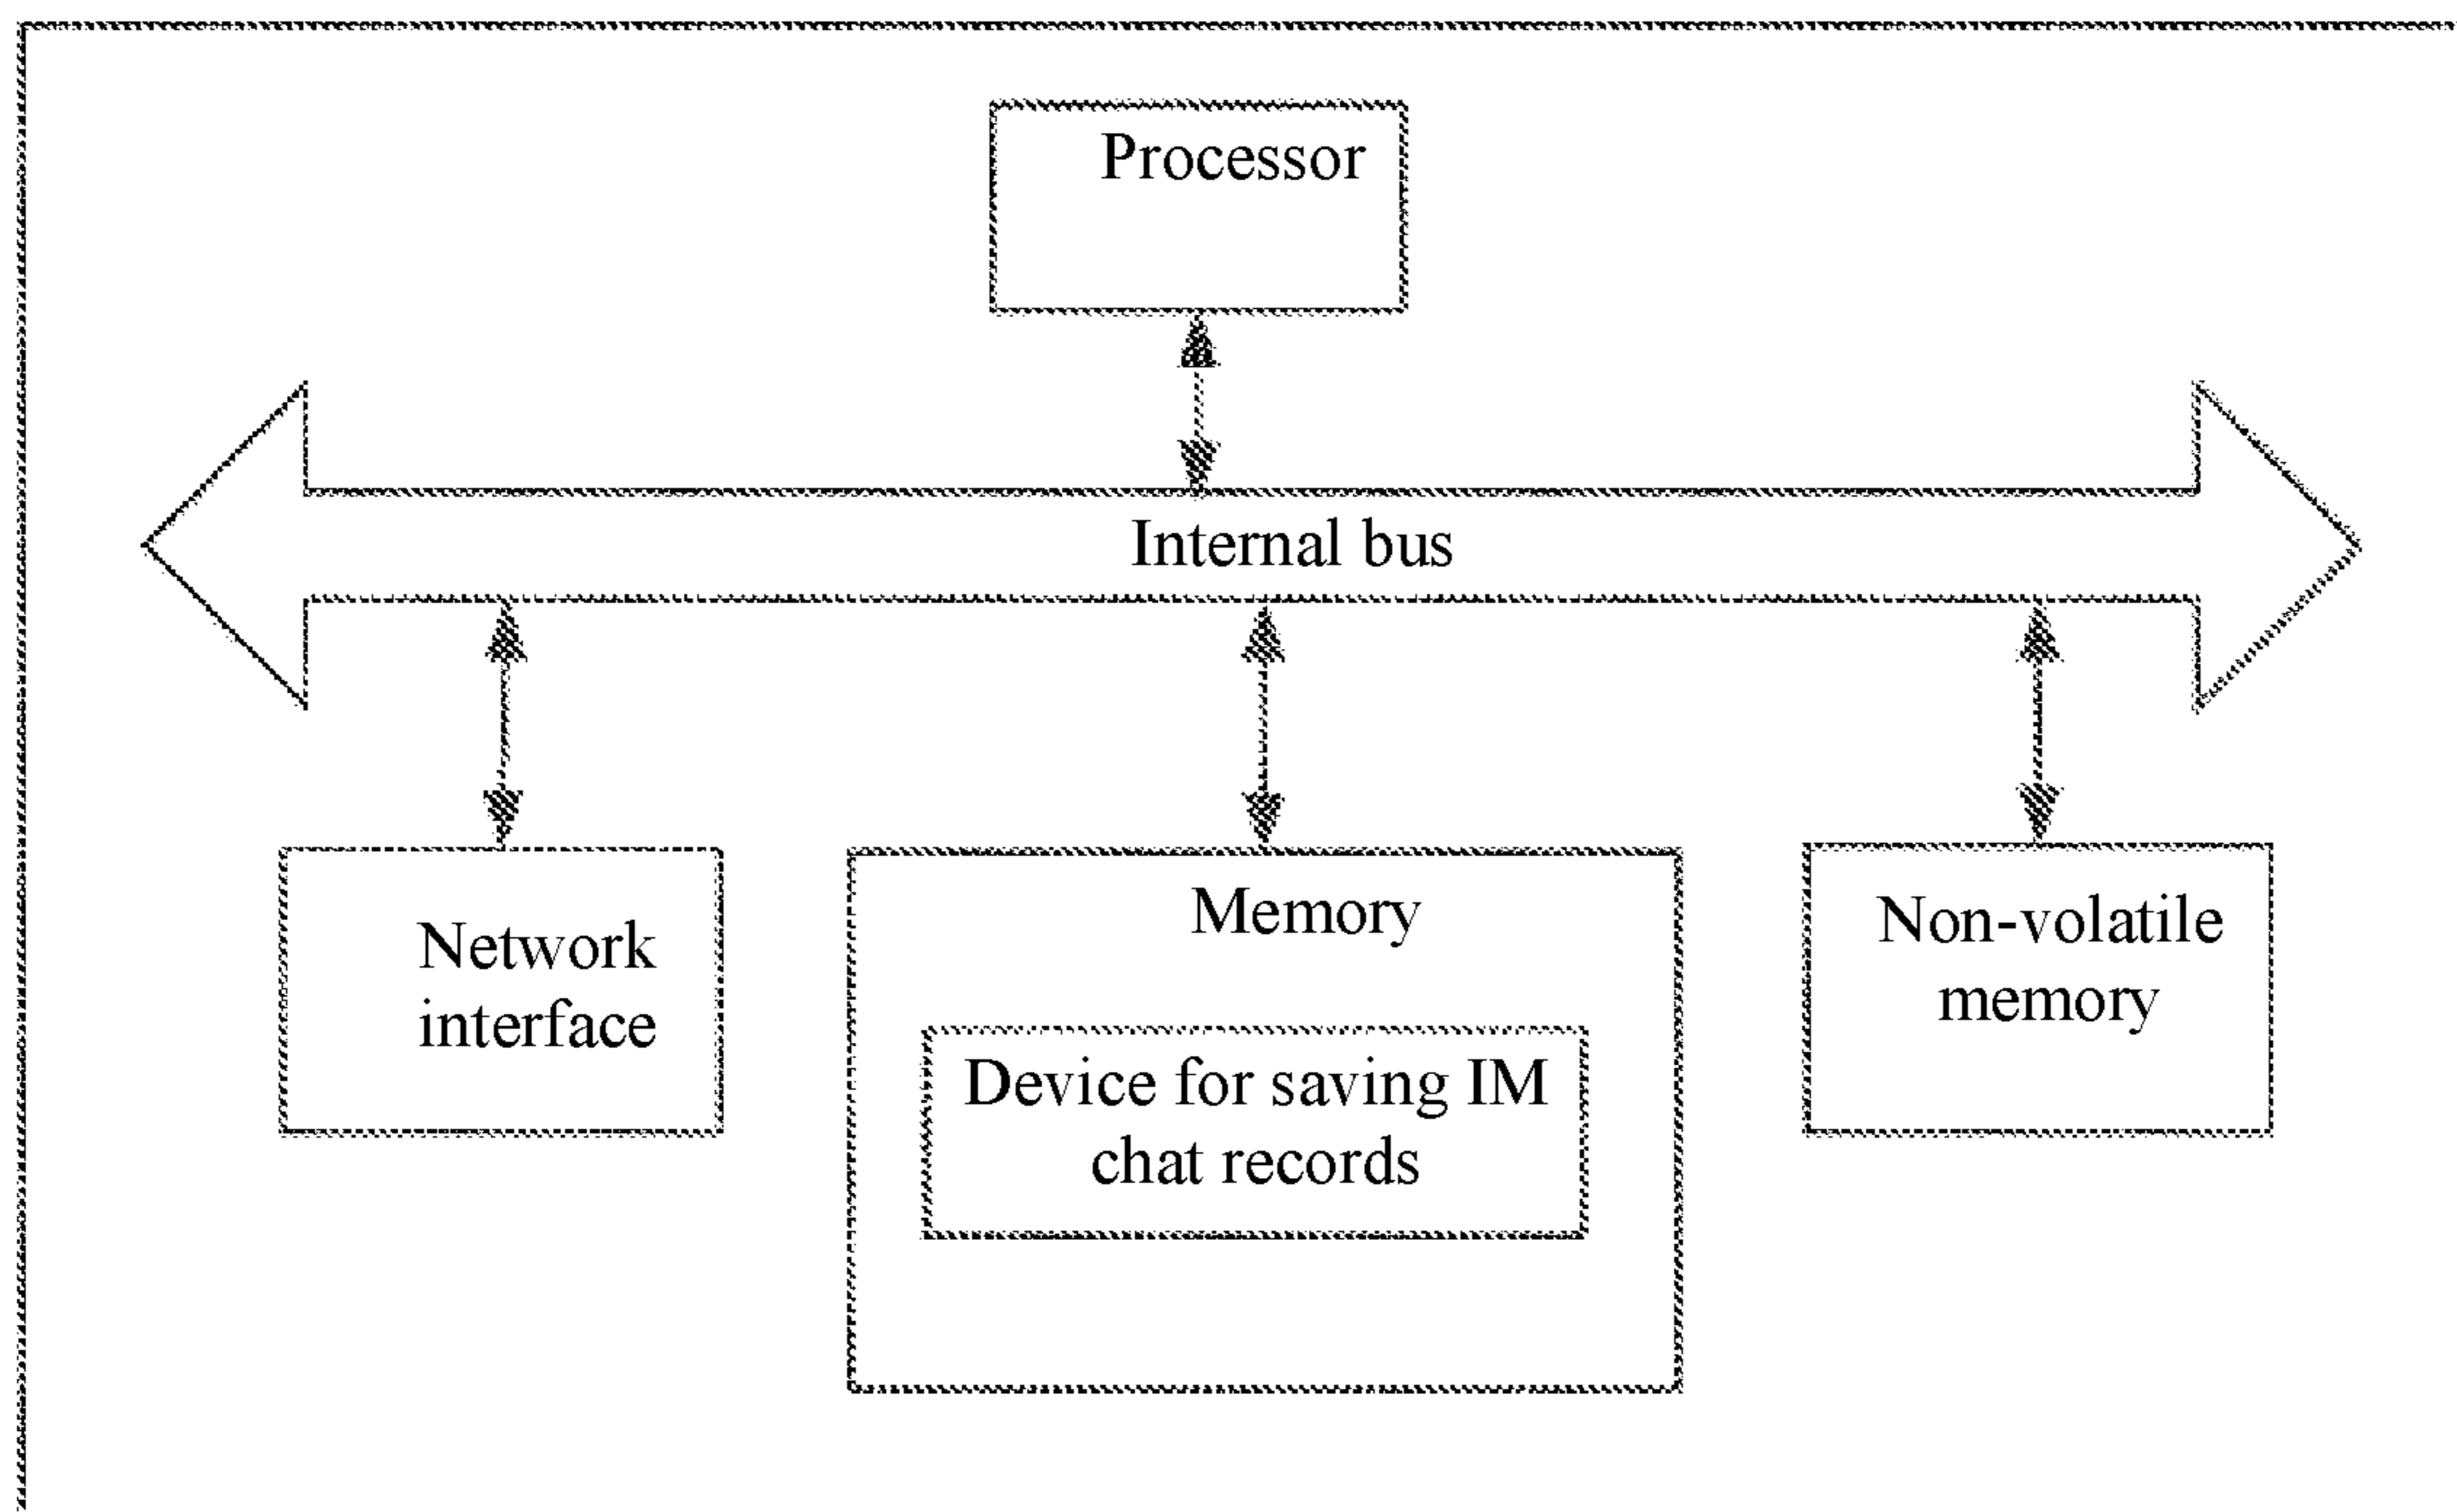 Processor
Internal bus
Network
interface
Memory
Device for saving IM
chat records
Non-volatile
memory